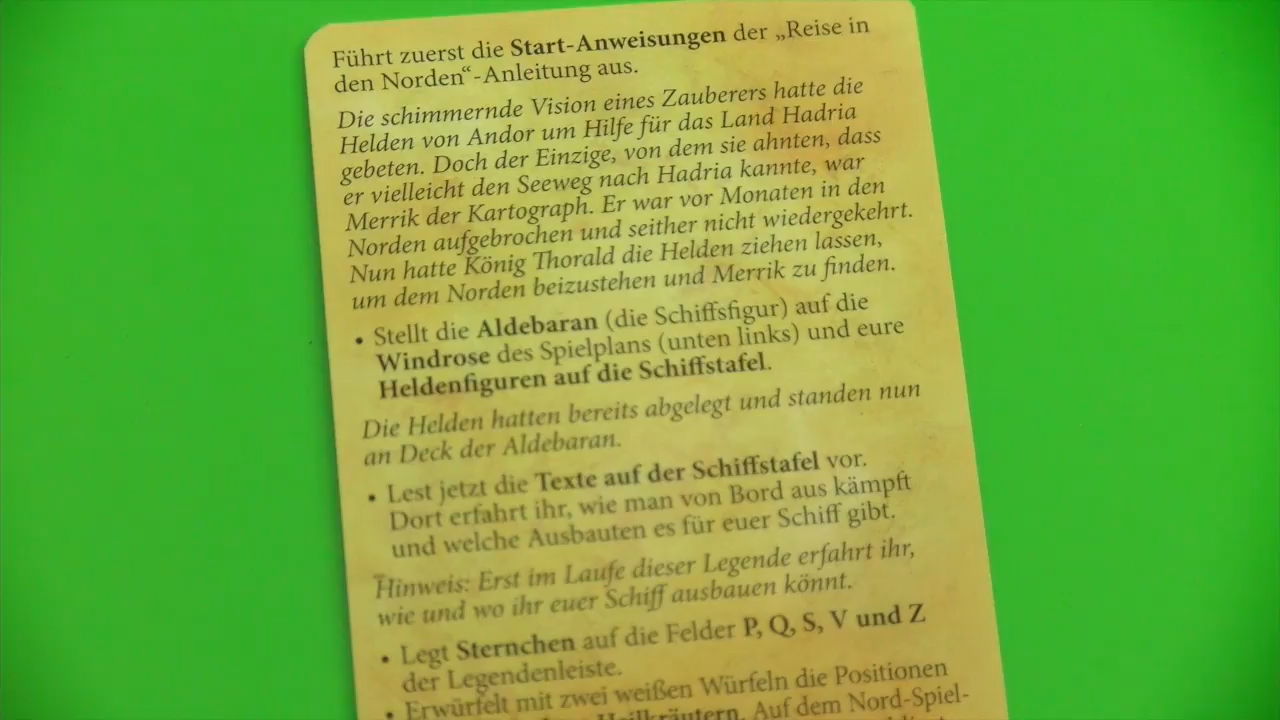 Führt zuerst die Start-Anweisungen der „Reise in
den Norden“-Anleitung aus.
Die schimmernde Vision eines Zauberers hatte die
Helden von Andor um Hilfe für das Land Hadria
gebeten. Doch der Einzige, von dem sie ahnten, dass
er vielleicht den Seeweg nach Hadria kannte, war
Merrik der Kartograph. Er war vor Monaten in den
Norden aufgebrochen und seither nicht wiedergekehrt.
Nun hatte König Thorald die Helden ziehen lassen,
um dem Norden beizustehen und Merrik zu finden.
• Stellt die Aldebaran (die Schiffsfigur) auf die
Windrose des Spielplans (unten links) und eure
Heldenfiguren auf die Schiffstafel.
Die Helden hatten bereits abgelegt und standen nun
an Deck der Aldebaran.
• Lest jetzt die Texte auf der Schiffstafel vor.
Dort erfahrt ihr, wie man von Bord aus kämpft
und welche Ausbauten es für euer Schiff gibt.
Hinweis: Erst im Laufe dieser Legende erfahrt ihr,
wie und wo ihr euer Schiff ausbauen könnt.
• Legt Sternchen auf die Felder P, Q, S, V und Z
der Legendenleiste.
• Erwürfelt mit zwei weißen Würfeln die Positionen
Heilkräutern. Auf dem Nord-Spiel-